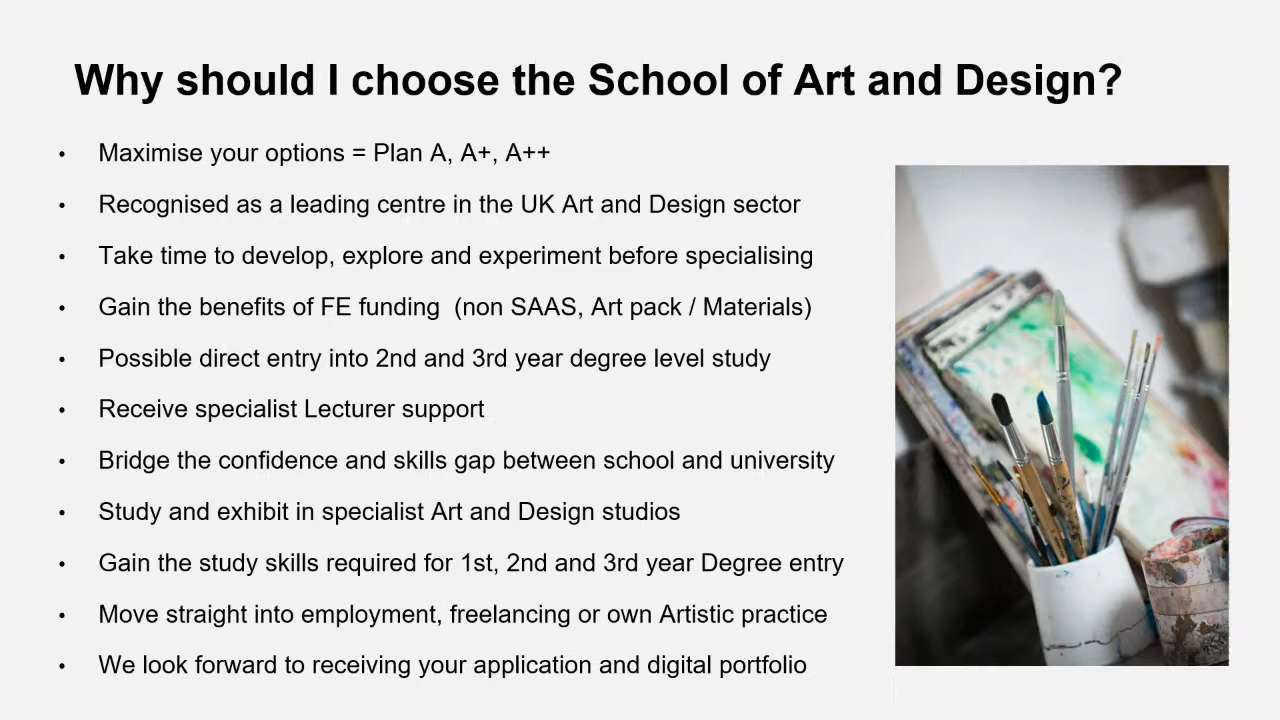 Why should I choose the School of Art and Design?
• Maximise your options = Plan A, A+, A++
• Recognised as a leading centre in the UK Art and Design sector
• Take time to develop, explore and experiment before specialising
• Gain the benefits of FE funding  (non SAAS, Art pack / Materials)
• Possible direct entry into 2nd and 3rd year degree level study
• Receive specialist Lecturer support
• Bridge the confidence and skills gap between school and university
• Study and exhibit in specialist Art and Design studios
• Gain the study skills required for 1st, 2nd and 3rd year Degree entry
• Move straight into employment, freelancing or own Artistic practice
• We look forward to receiving your application and digital portfolio